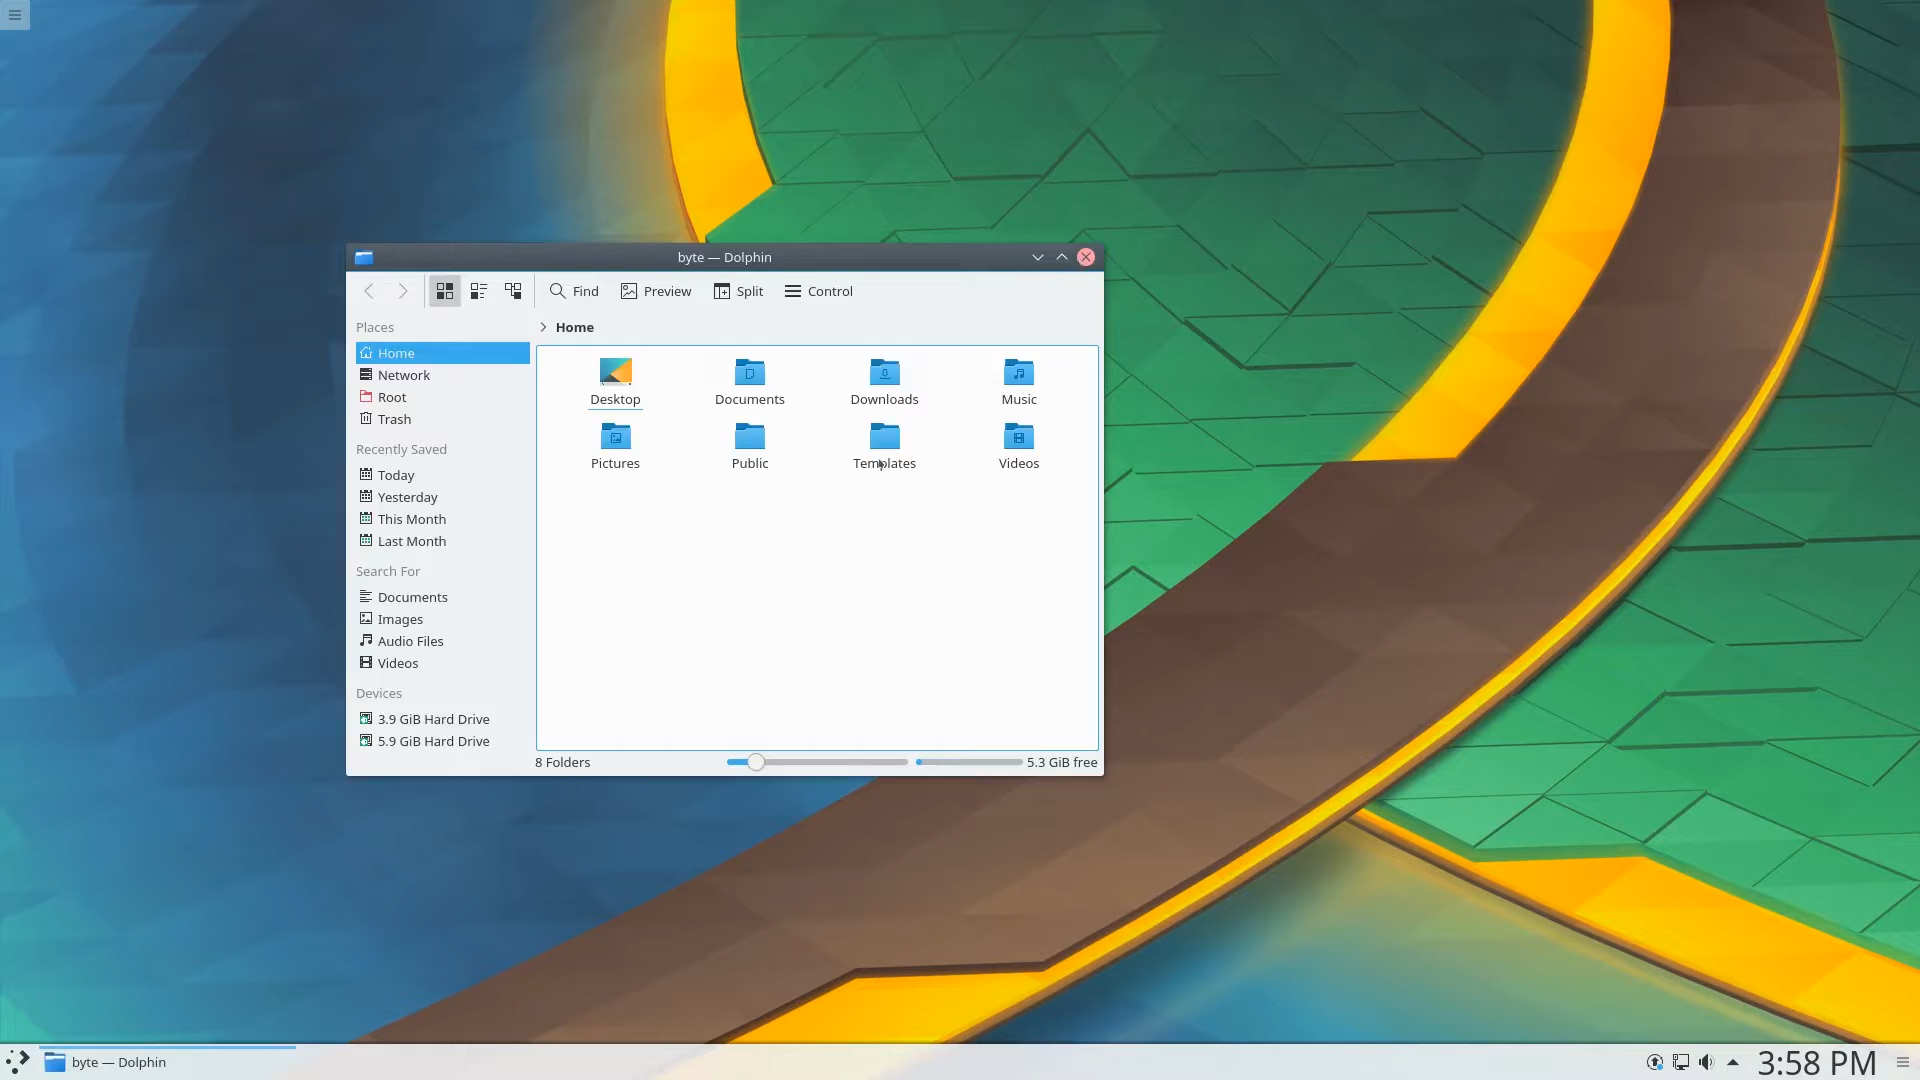 byte — Dolphin
Find Preview Split Control
Places
Home
Network
Root
Trash
Recently Saved
Today
Yesterday
This Month
Last Month
Search For
Documents
Images
Audio Files
Videos
Devices
3.9 GiB Hard Drive
5.9 GiB Hard Drive
Home
Desktop Documents Downloads Music
Pictures Public Templates Videos
8 Folders 5.3 GiB free
byte — Dolphin 3:58 PM